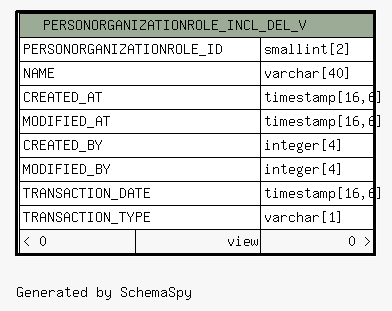 PERSONORGANIZATIONROLE_INCL_DEL_V
PERSONORGANIZATIONROLE_ID smallint[2]
NAME varchar[40]
CREATED_AT timestamp[16,6]
MODIFIED_AT timestamp[16,6]
CREATED_BY integer[4]
MODIFIED_BY integer[4]
TRANSACTION_DATE timestamp[16,6]
TRANSACTION_TYPE varchar[1]
< 0 view 0 >
Generated by SchemaSpy